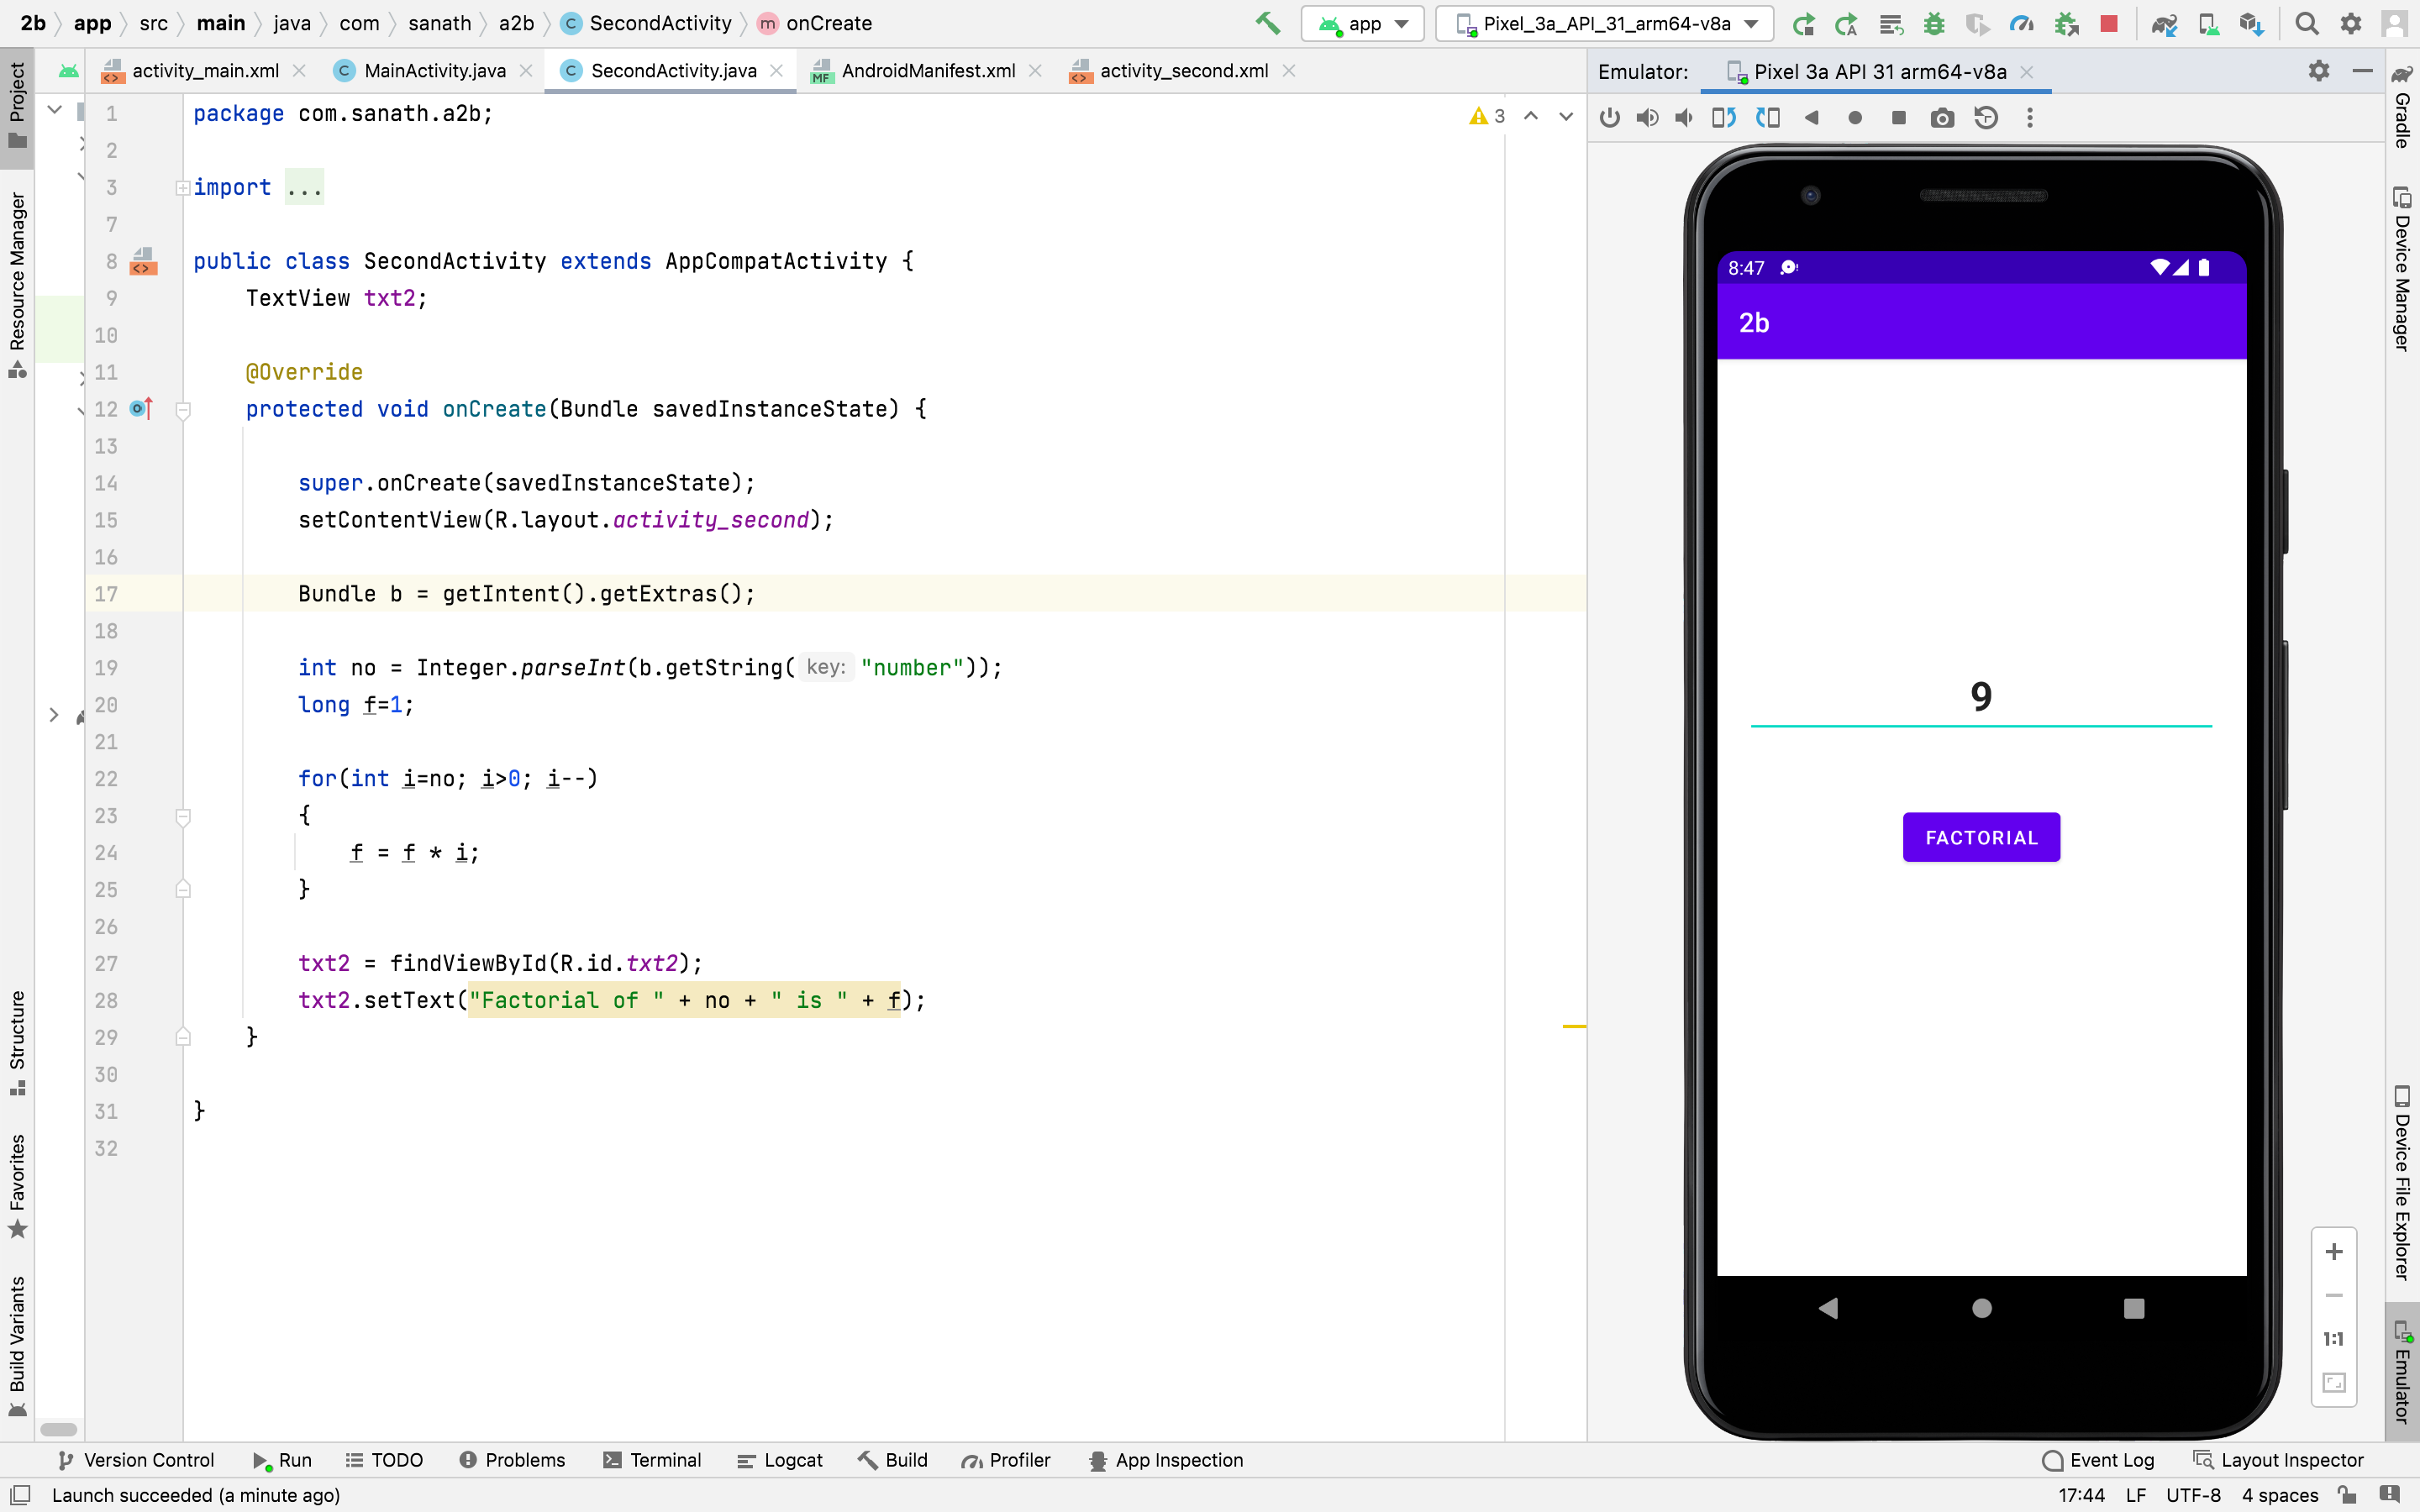 2b app src main java com sanath a2b SecondActivity onCreate app Pixel_3a_API_31_arm64-v8a
activity_main.xml MainActivity.java SecondActivity.java AndroidManifest.xml activity_second.xml Emulator: Pixel 3a API 31 arm64-v8a
Project
Resource Manager
Structure
Favorites
Build Variants
1 package com.sanath.a2b;
3
2
3 import ...
7
8 public class SecondActivity extends AppCompatActivity {
9 TextView txt2;
10
11 @Override
12 protected void onCreate(Bundle savedInstanceState) {
13
14 super.onCreate(savedInstanceState);
15 setContentView(R.layout.activity_second);
16
17 Bundle b = getIntent().getExtras();
18
19 int no = Integer.parseInt(b.getString( key: "number"));
20 long f=1;
21
22 for(int i=no; i>0; i--)
23 {
24 f = f * i;
25 }
26
27 txt2 = findViewById(R.id.txt2);
28 txt2.setText("Factorial of " + no + " is " + f);
29 }
30
31 }
32
8:47
2b
9
FACTORIAL
1:1
Gradle
Device Manager
Device File Explorer
Emulator
Version Control Run TODO Problems Terminal Logcat Build Profiler App Inspection Event Log Layout Inspector
Launch succeeded (a minute ago) 17:44 LF UTF-8 4 spaces